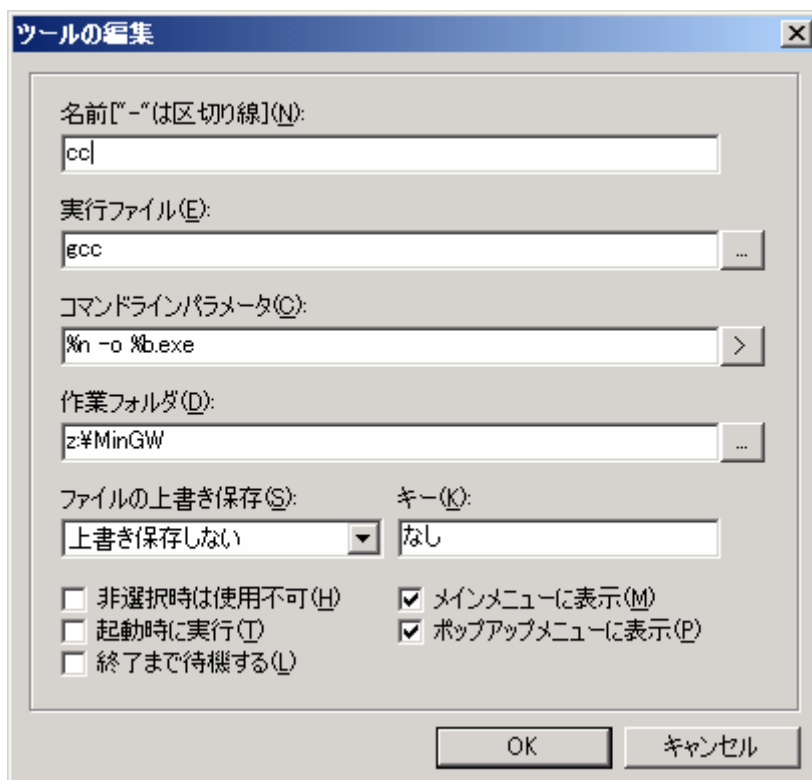 ツールの編集
名前["-"は区切り線](N):
cc
実行ファイル(E):
gcc
...
コマンドラインパラメータ(C):
%n -o %b.exe
>
作業フォルダ(D):
z:¥MinGW
...
ファイルの上書き保存(S): キー(K):
上書き保存しない なし
非選択時は使用不可(H) メインメニューに表示(M)
起動時に実行(T) ポップアップメニューに表示(P)
終了まで待機する(L)
OK キャンセル